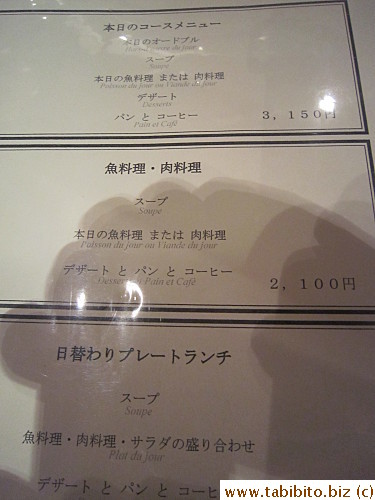 本日のコースメニュー
本日のオードブル
スープ
Soupe
本日の魚料理 または 肉料理
Poisson du jour ou Viande du jour
デザート
Desserts
パン と コーヒー
Pain et Café
3,150円
魚料理・肉料理
スープ
Soupe
本日の魚料理 または 肉料理
Poisson du jour ou Viande du jour
デザート と パン と コーヒー
Pain et Café
2,100円
日替わりプレートランチ
スープ
Soupe
魚料理・肉料理・サラダの盛り合わせ
Plat du jour
デザート と パン と コー
www.tabibito.biz (c)